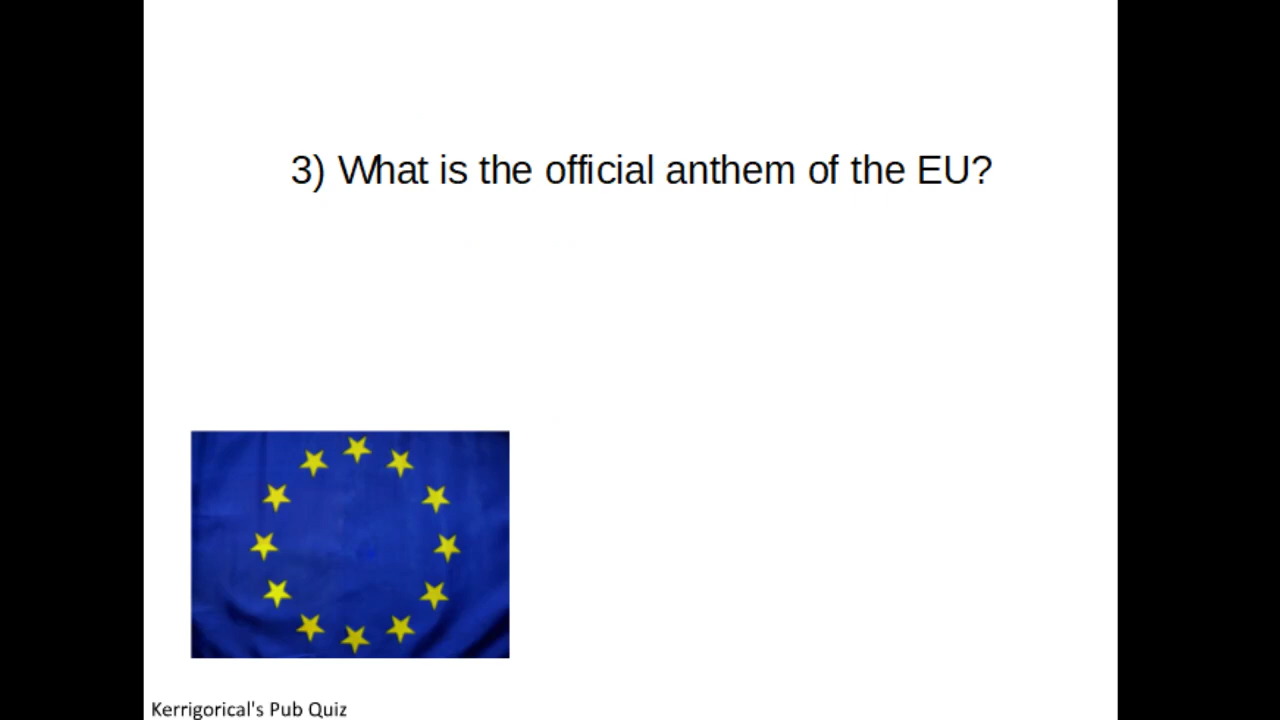 3) What is the official anthem of the EU?
Kerrigorical's Pub Quiz